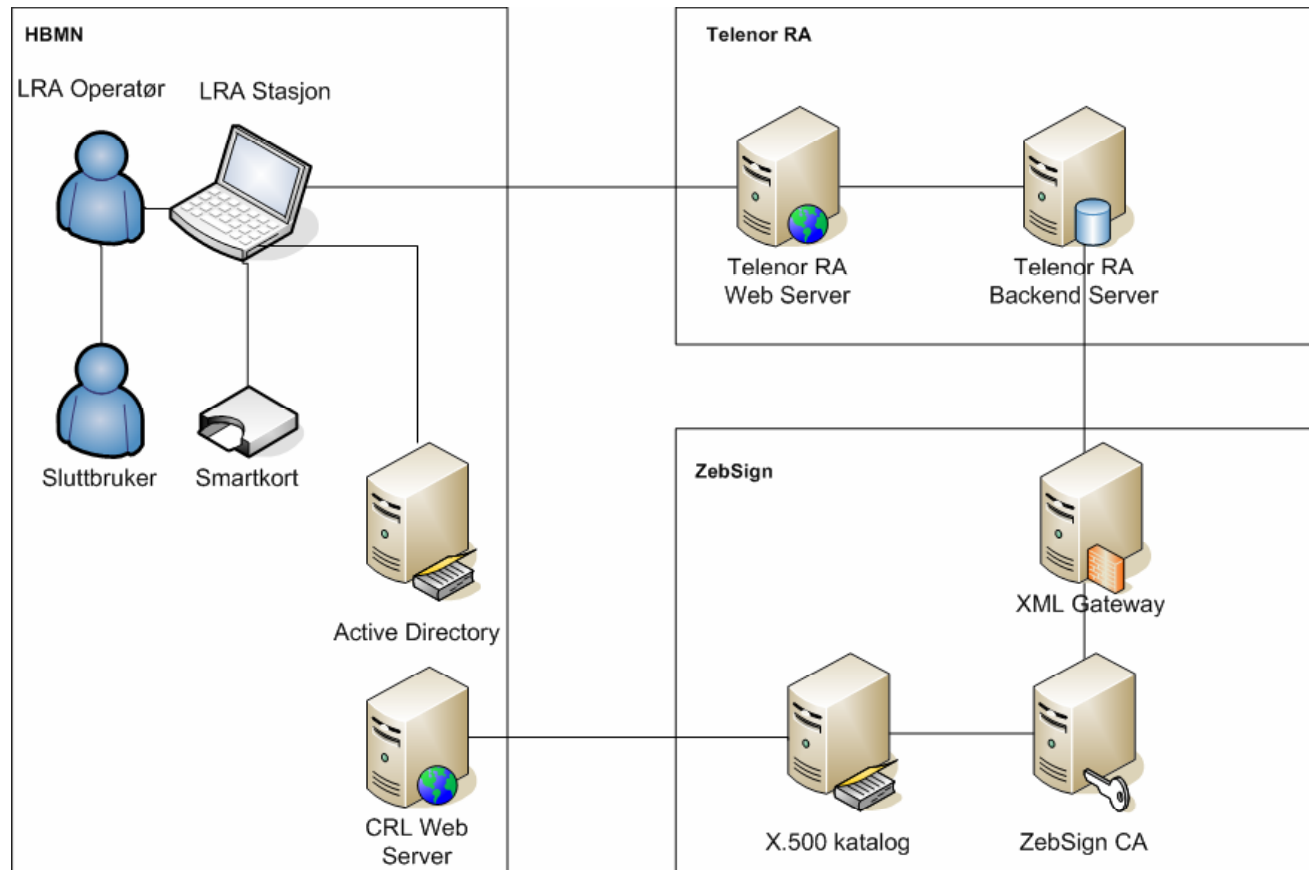 HBMN
LRA Operatør
LRA Stasjon
Sluttbruker
Smartkort
Active Directory
CRL Web
Server
Telenor RA
Telenor RA
Web Server
Telenor RA
Backend Server
ZebSign
XML Gateway
X.500 katalog
ZebSign CA